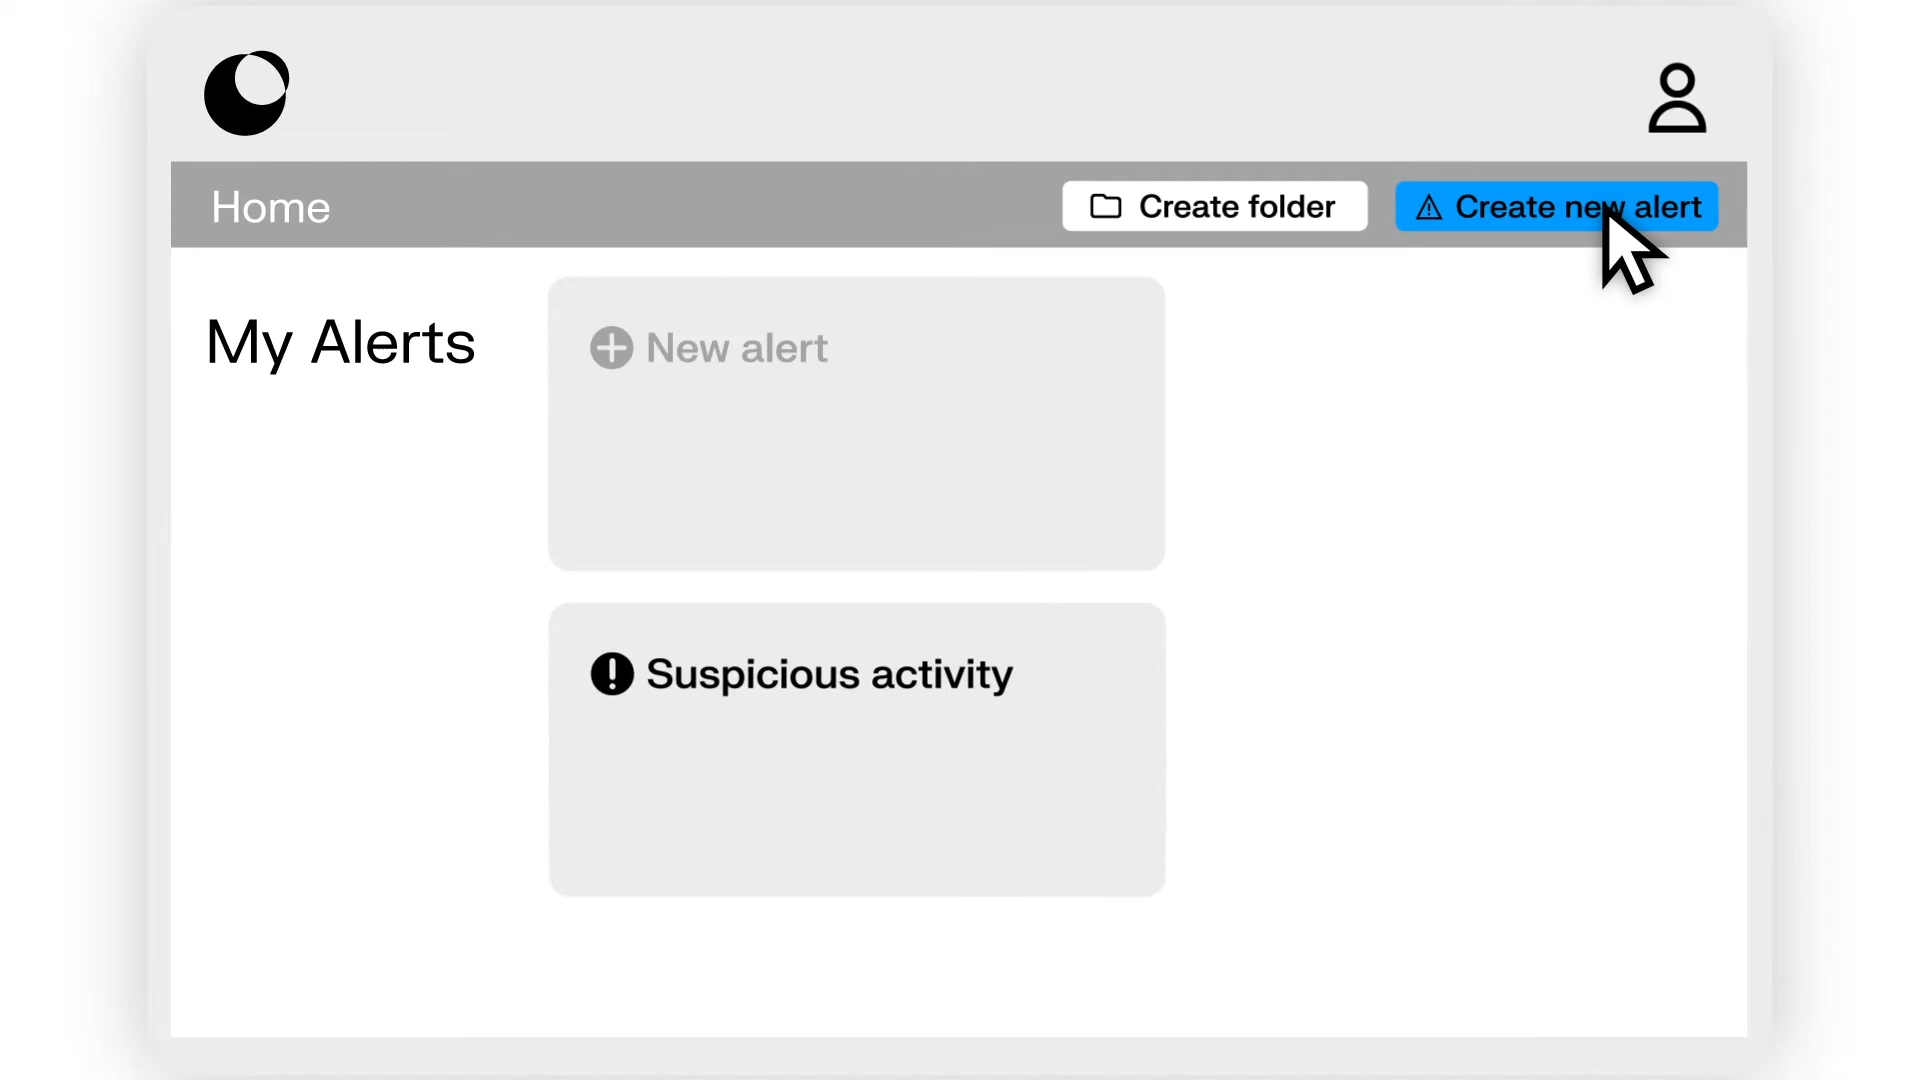 Home
Create folder
Create new alert
My Alerts
New alert
Suspicious activity